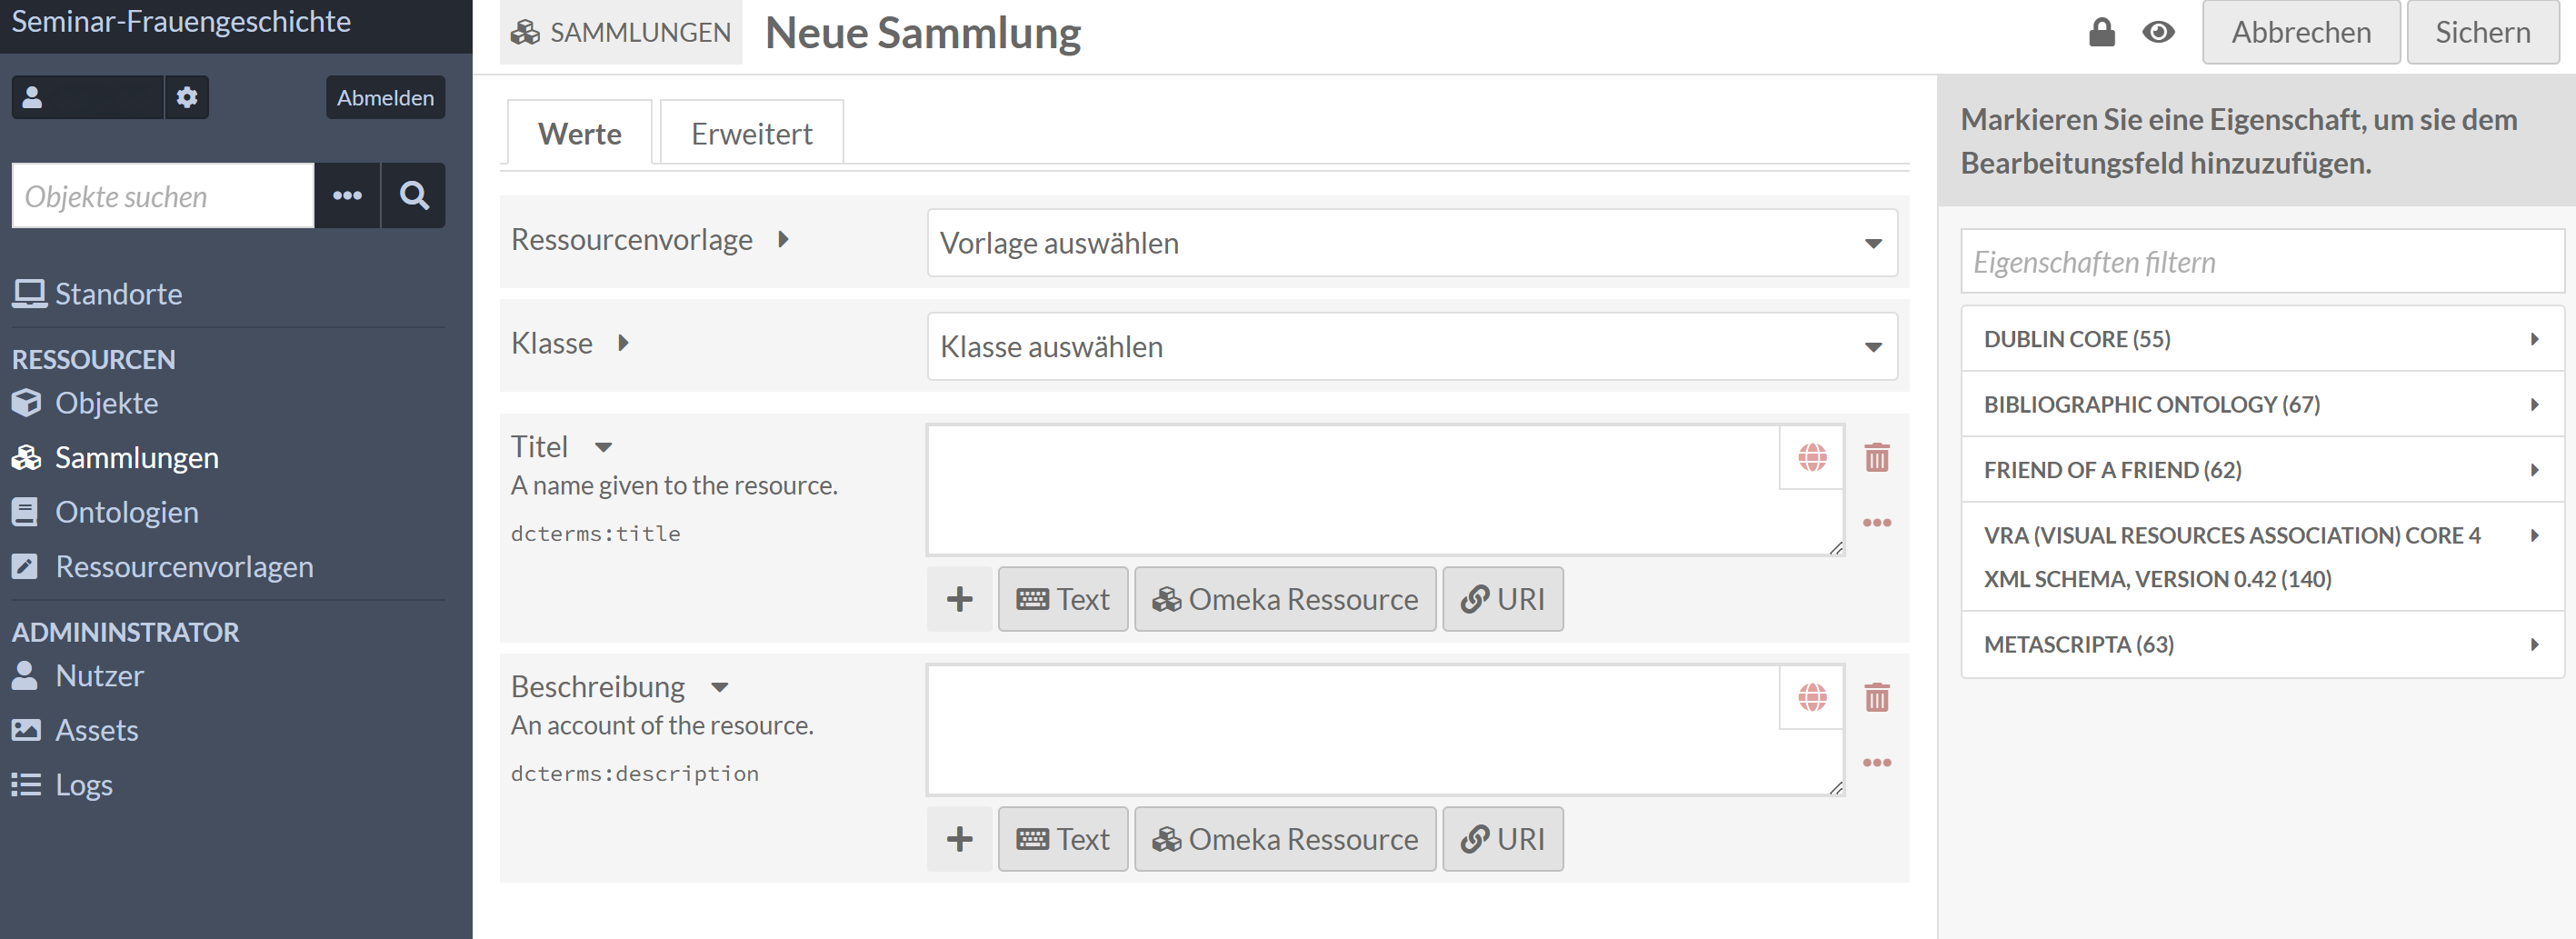 Seminar-Frauengeschichte
Abmelden
Objekte suchen
Standorte
RESSOURCEN
Objekte
Sammlungen
Ontologien
Ressourcenvorlagen
ADMININSTRATOR
Nutzer
Assets
Logs
SAMMLUNGEN
Neue Sammlung
Abbrechen
Sichern
Werte
Erweitert
Ressourcenvorlage
Vorlage auswählen
Klasse
Klasse auswählen
Titel
A name given to the resource.
dcterms:title
Text
Omeka Ressource
URI
Beschreibung
An account of the resource.
dcterms:description
Text
Omeka Ressource
URI
Markieren Sie eine Eigenschaft, um sie dem
Bearbeitungsfeld hinzuzufügen.
Eigenschaften filtern
DUBLIN CORE (55)
BIBLIOGRAPHIC ONTOLOGY (67)
FRIEND OF A FRIEND (62)
VRA (VISUAL RESOURCES ASSOCIATION) CORE 4
XML SCHEMA, VERSION 0.42 (140)
METASCRIPTA (63)